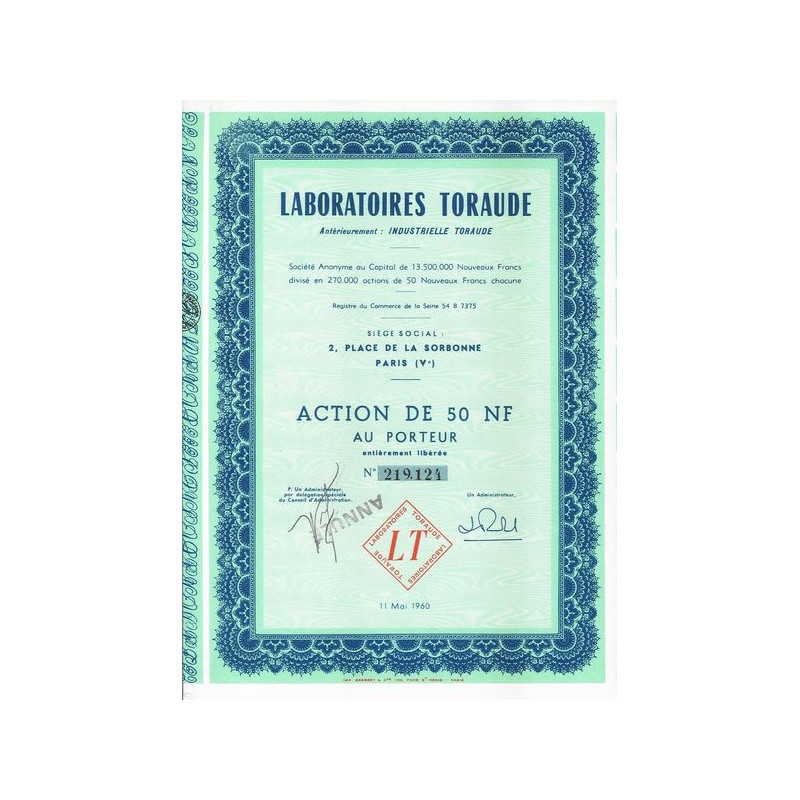 LABORATOIRES TORAUDE
Antérieurement : INDUSTRIELLE TORAUDE
Société Anonyme au Capital de 13.500.000 Nouveaux Francs
divisé en 270.000 actions de 50 Nouveaux Francs chacune
Registre du Commerce de la Seine 54 B 7375
SIÈGE SOCIAL :
2, PLACE DE LA SORBONNE
PARIS (Ve)
ACTION DE 50 NF
AU PORTEUR
entièrement libérée
N° 219.124
P. Un Administrateur,
par délégation spéciale
du Conseil d'Administration.
Un Administrateur,
ANNULÉ
LABORATOIRES TORAUDE
LT
TORAUDE LABORATOIRES
11 Mai 1960
PARIS